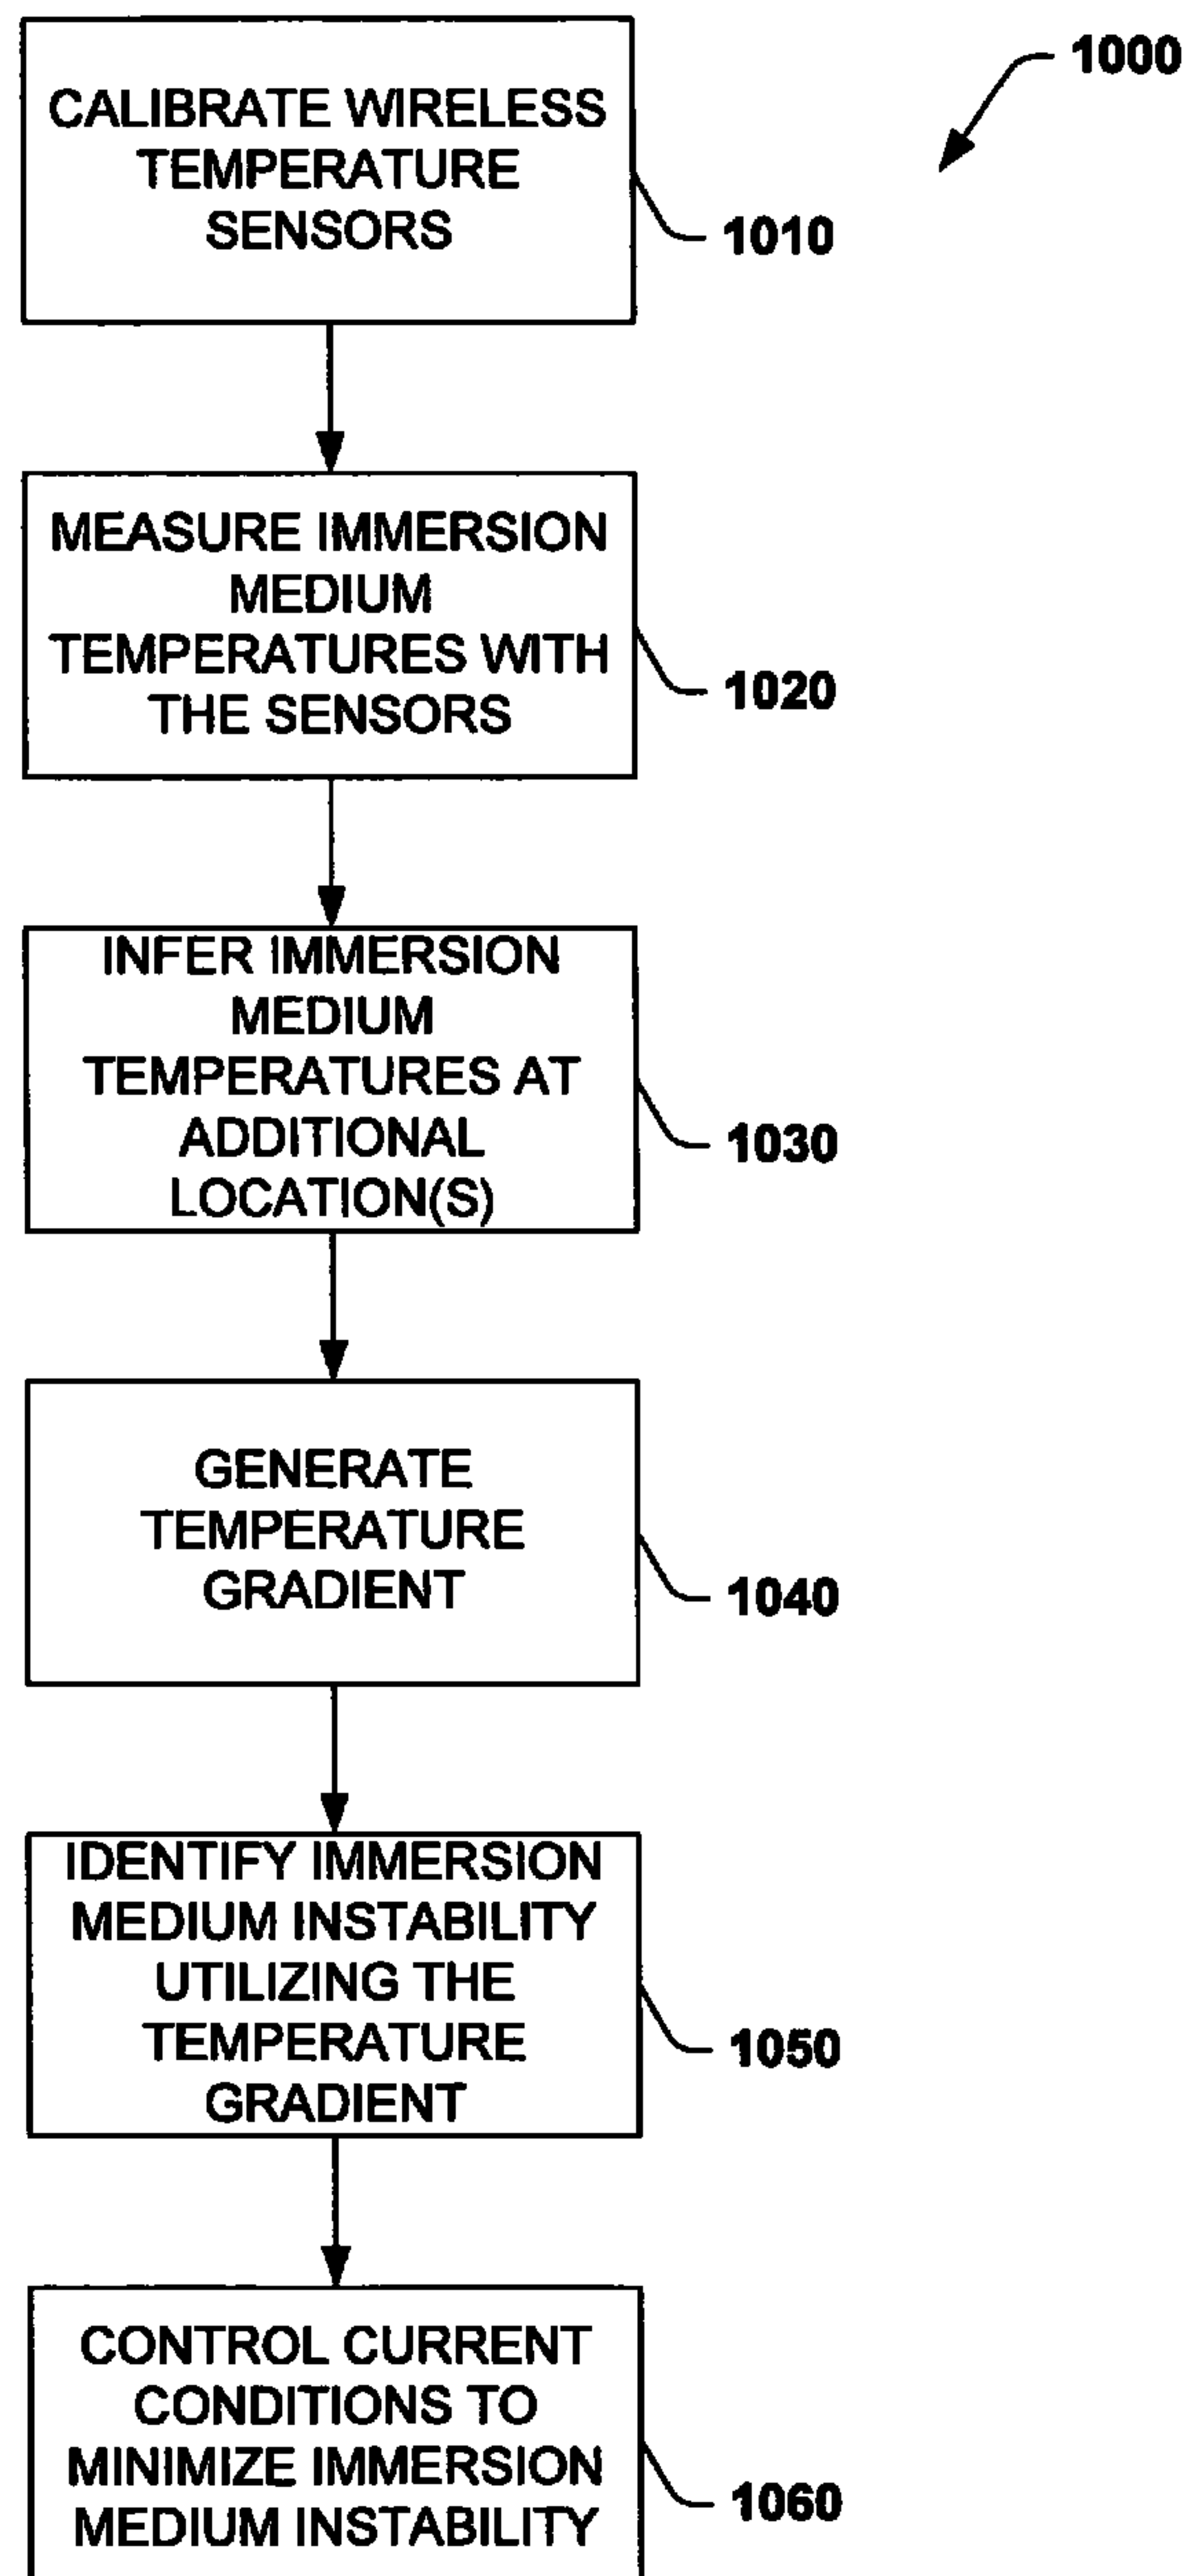 1000
CALIBRATE WIRELESS
TEMPERATURE
SENSORS
1010
MEASURE IMMERSION
MEDIUM
TEMPERATURES WITH
THE SENSORS
1020
INFER IMMERSION
MEDIUM
TEMPERATURES AT
ADDITIONAL
LOCATION(S)
1030
GENERATE
TEMPERATURE
GRADIENT
1040
IDENTIFY IMMERSION
MEDIUM INSTABILITY
UTILIZING THE
TEMPERATURE
GRADIENT
1050
CONTROL CURRENT
CONDITIONS TO
MINIMIZE IMMERSION
MEDIUM INSTABILITY
1060